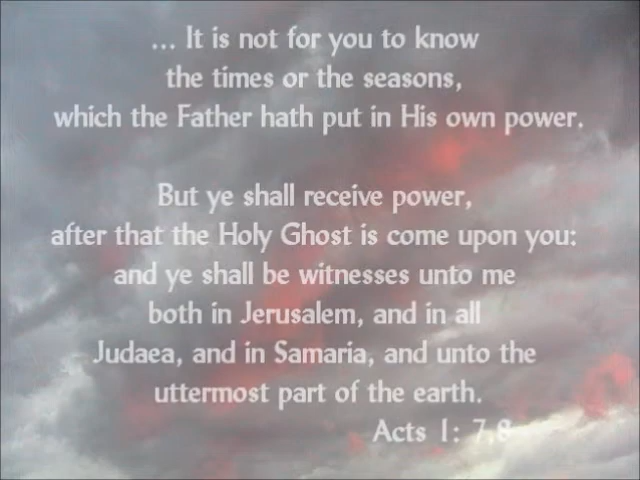 ... It is not for you to know
the times or the seasons,
which the Father hath put in His own power.
But ye shall receive power,
after that the Holy Ghost is come upon you:
and ye shall be witnesses unto me
both in Jerusalem, and in all
Judaea, and in Samaria, and unto the
uttermost part of the earth.
Acts 1: 7,8